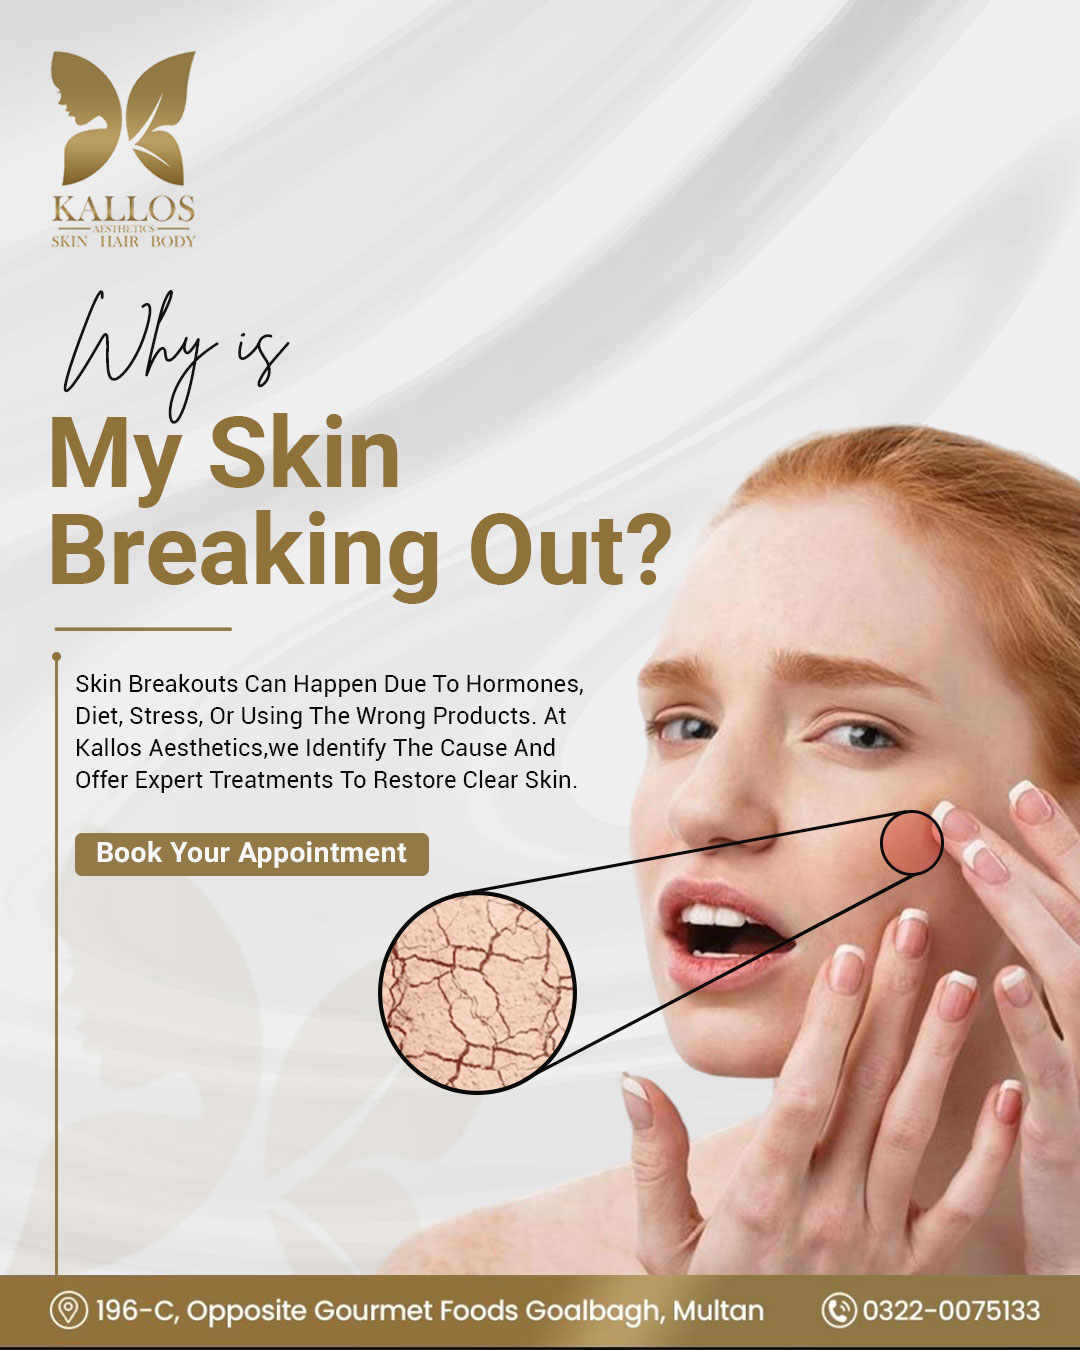 KALLOS
AESTHETICS
SKIN HAIR BODY
Why is
My Skin
Breaking Out?
Skin Breakouts Can Happen Due To Hormones,
Diet, Stress, Or Using The Wrong Products. At
Kallos Aesthetics,we Identify The Cause And
Offer Expert Treatments To Restore Clear Skin.
Book Your Appointment
196-C, Opposite Gourmet Foods Goalbagh, Multan
0322-0075133